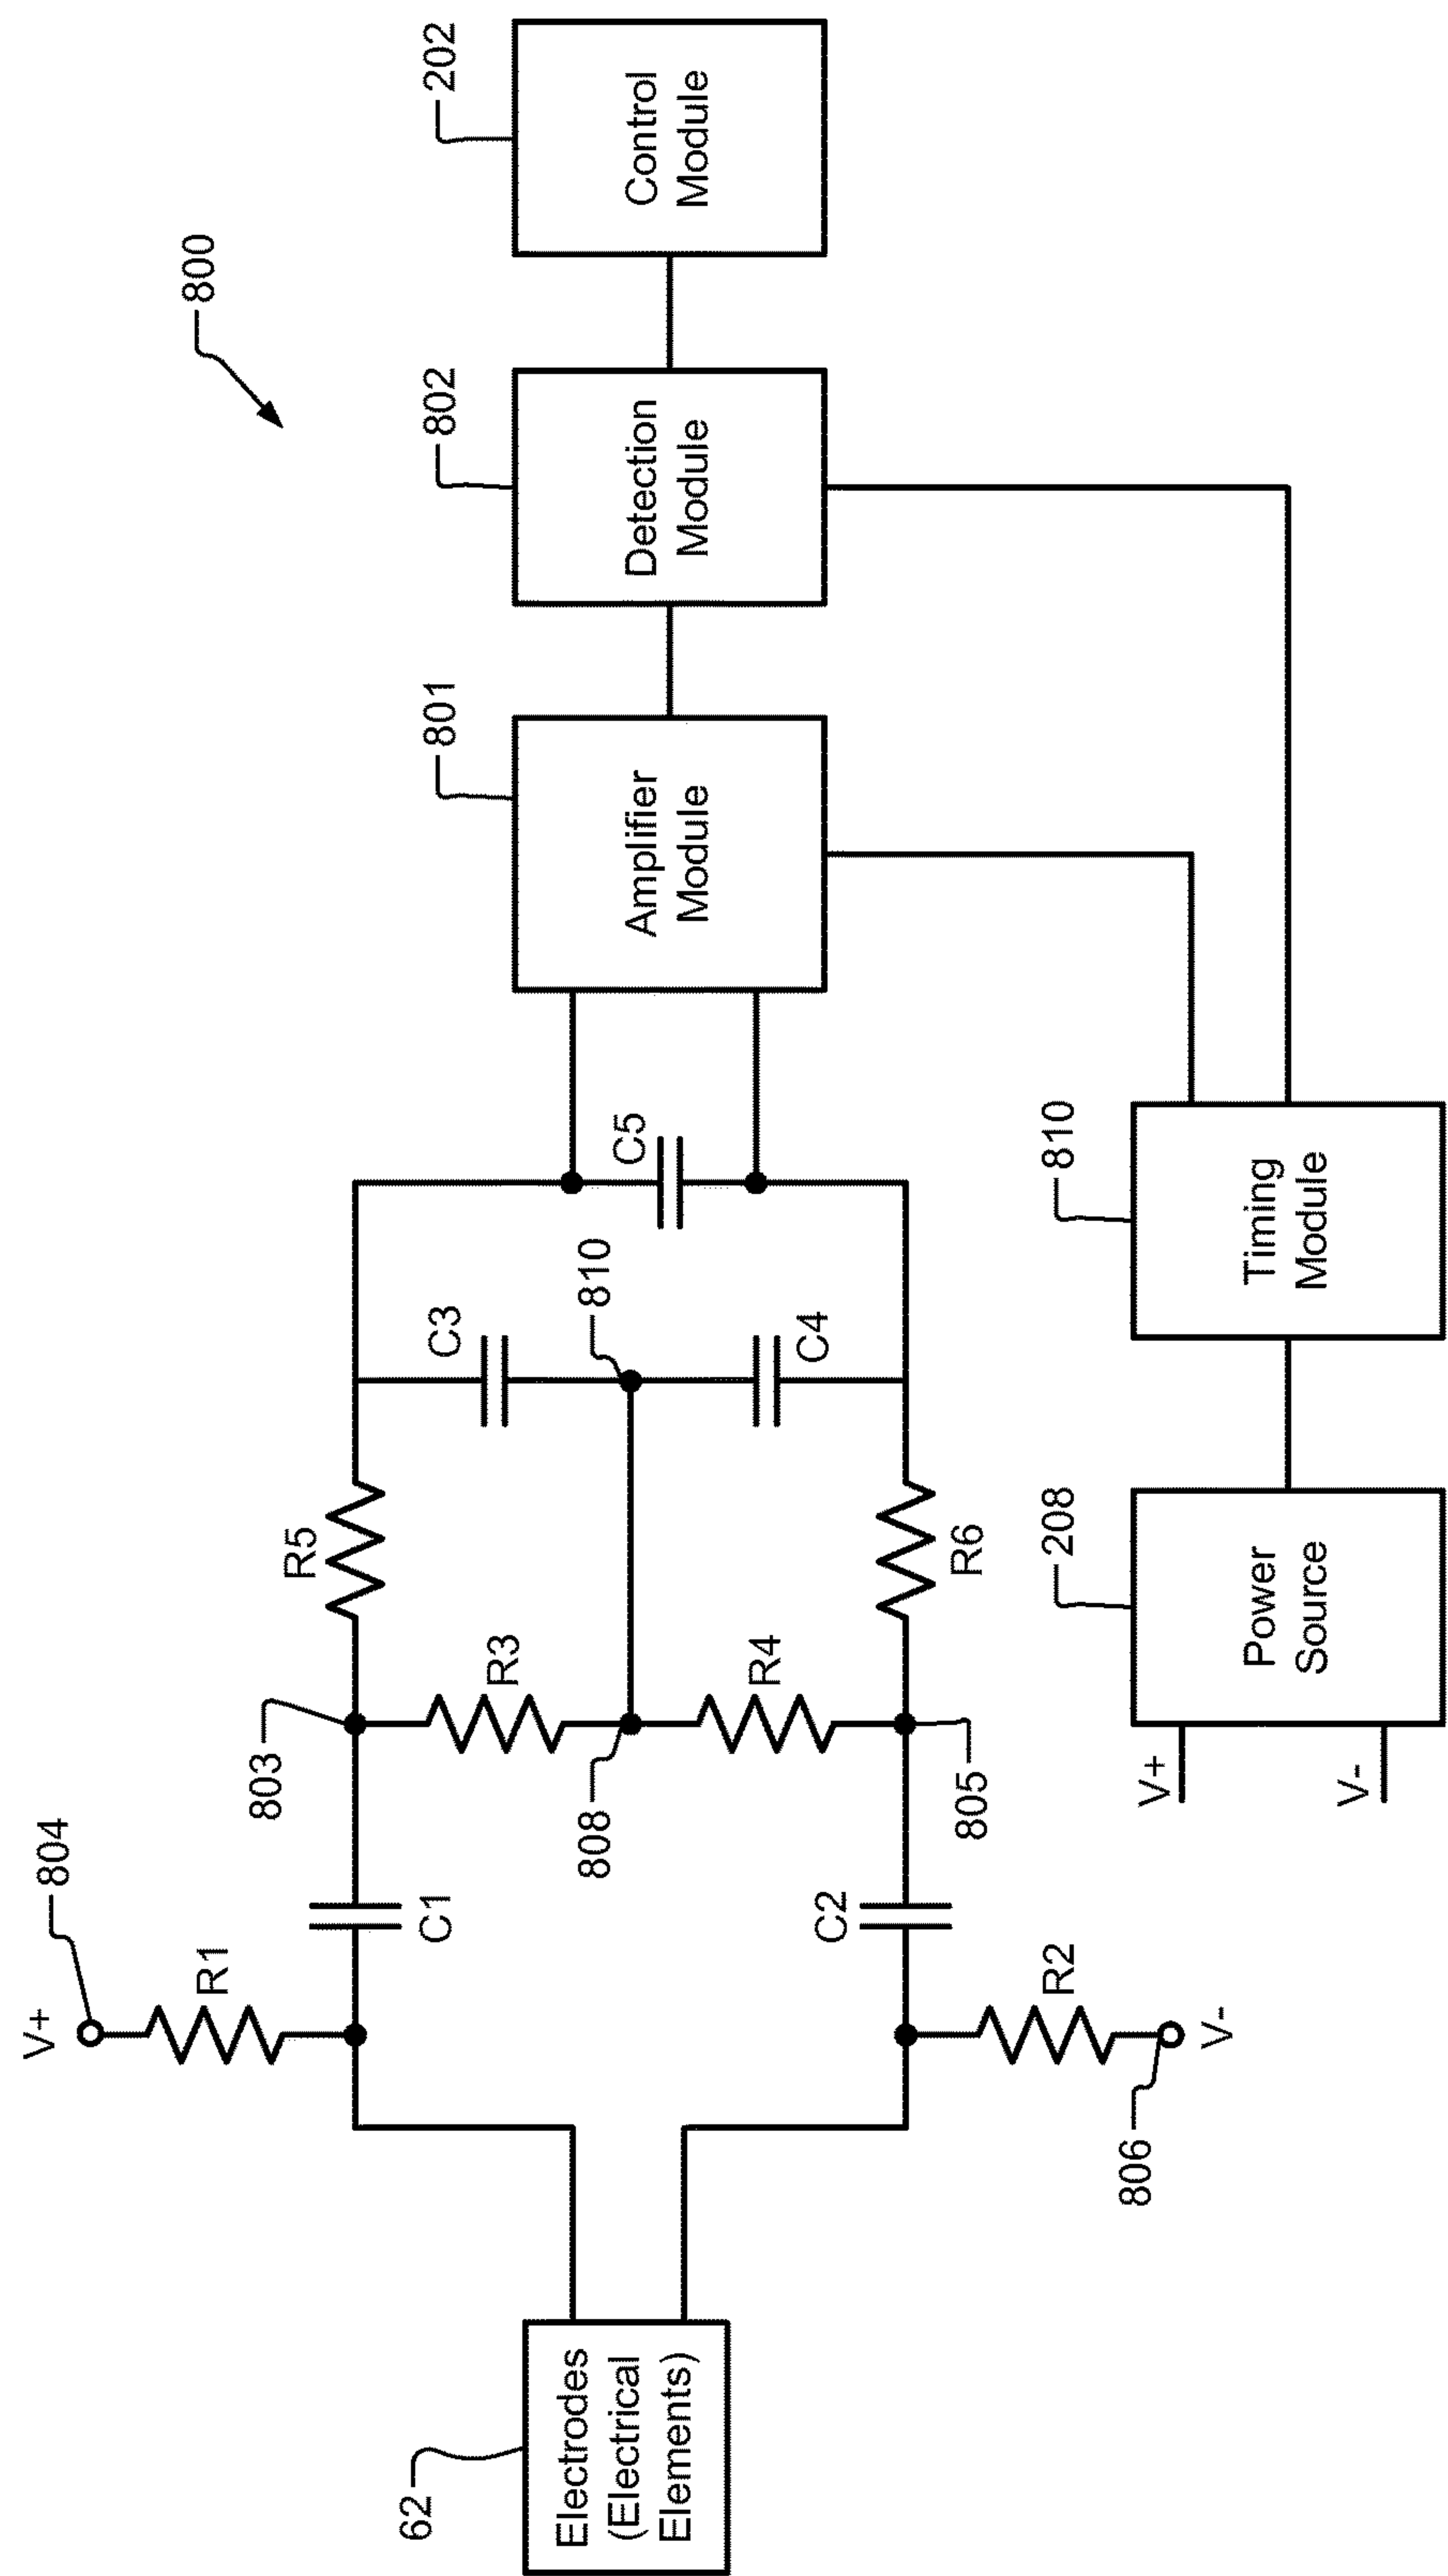 800
V+
804
R1
803
R5
C1
R3
C3
810
C5
808
R4
C4
C2
R6
805
R2
806
V-
62
Electrodes
(Electrical
Elements)
801
Amplifier
Module
802
Detection
Module
202
Control
Module
208
Power
Source
V+
V-
810
Timing
Module